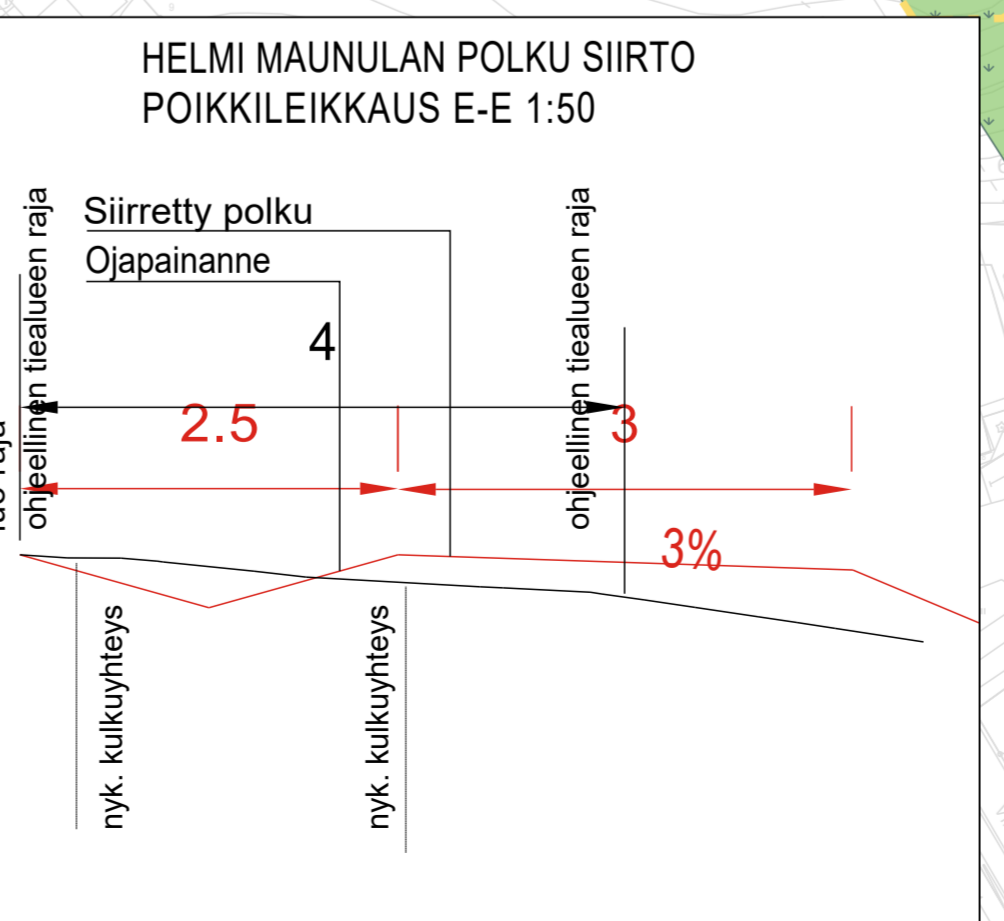 HELMI MAUNULAN POLKU SIIRTO
POIKKILEIKKAUS E-E 1:50
Siirretty polku
Ojapainanne
raja
ohjeellinen tiealueen raja
ohjeellinen tiealueen raja
4
2.5
3
3%
nyk. kulkuyhteys
nyk. kulkuyhteys